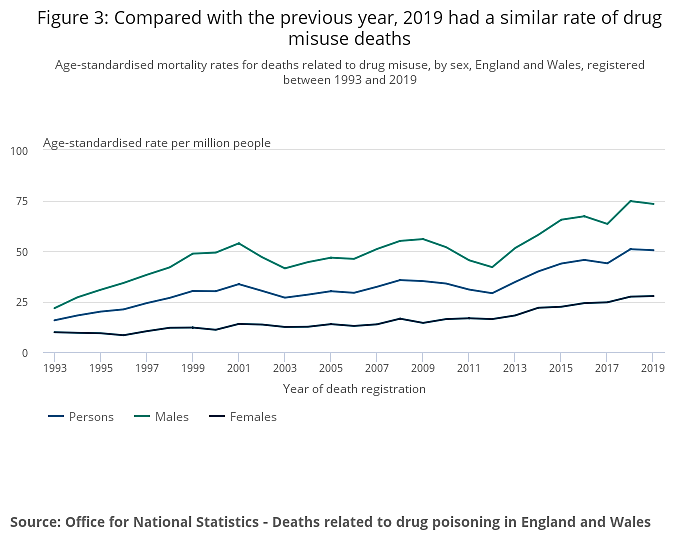 Figure 3: Compared with the previous year, 2019 had a similar rate of drug
misuse deaths
Age-standardised mortality rates for deaths related to drug misuse, by sex, England and Wales, registered
between 1993 and 2019
Age-standardised rate per million people
100
75
50
25
0
1993 1995 1997 1999 2001 2003 2005 2007 2009 2011 2013 2015 2017 2019
Year of death registration
Persons Males Females
Source: Office for National Statistics - Deaths related to drug poisoning in England and Wales